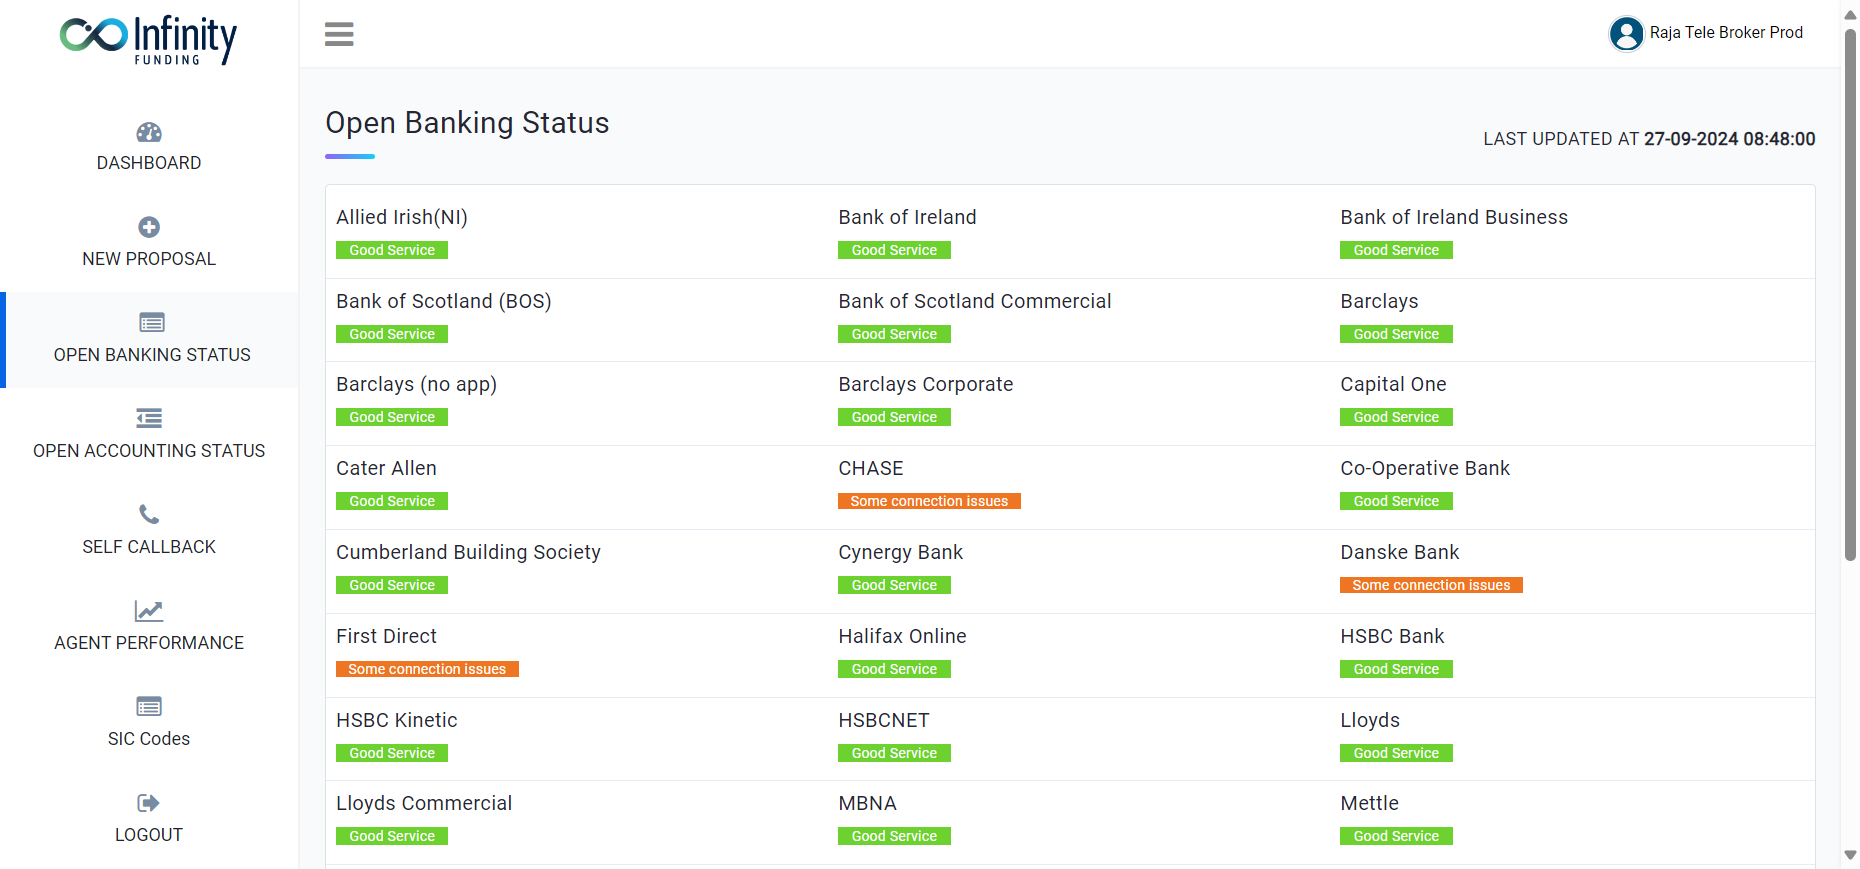 Infinity
FUNDING
Raja Tele Broker Prod
DASHBOARD
NEW PROPOSAL
OPEN BANKING STATUS
OPEN ACCOUNTING STATUS
SELF CALLBACK
AGENT PERFORMANCE
SIC Codes
LOGOUT
Open Banking Status
LAST UPDATED AT 27-09-2024 08:48:00
Allied Irish(NI)
Good Service
Bank of Ireland
Good Service
Bank of Ireland Business
Good Service
Bank of Scotland (BOS)
Good Service
Bank of Scotland Commercial
Good Service
Barclays
Good Service
Barclays (no app)
Good Service
Barclays Corporate
Good Service
Capital One
Good Service
Cater Allen
Good Service
CHASE
Some connection issues
Co-Operative Bank
Good Service
Cumberland Building Society
Good Service
Cynergy Bank
Good Service
Danske Bank
Some connection issues
First Direct
Some connection issues
Halifax Online
Good Service
HSBC Bank
Good Service
HSBC Kinetic
Good Service
HSBCNET
Good Service
Lloyds
Good Service
Lloyds Commercial
Good Service
MBNA
Good Service
Mettle
Good Service